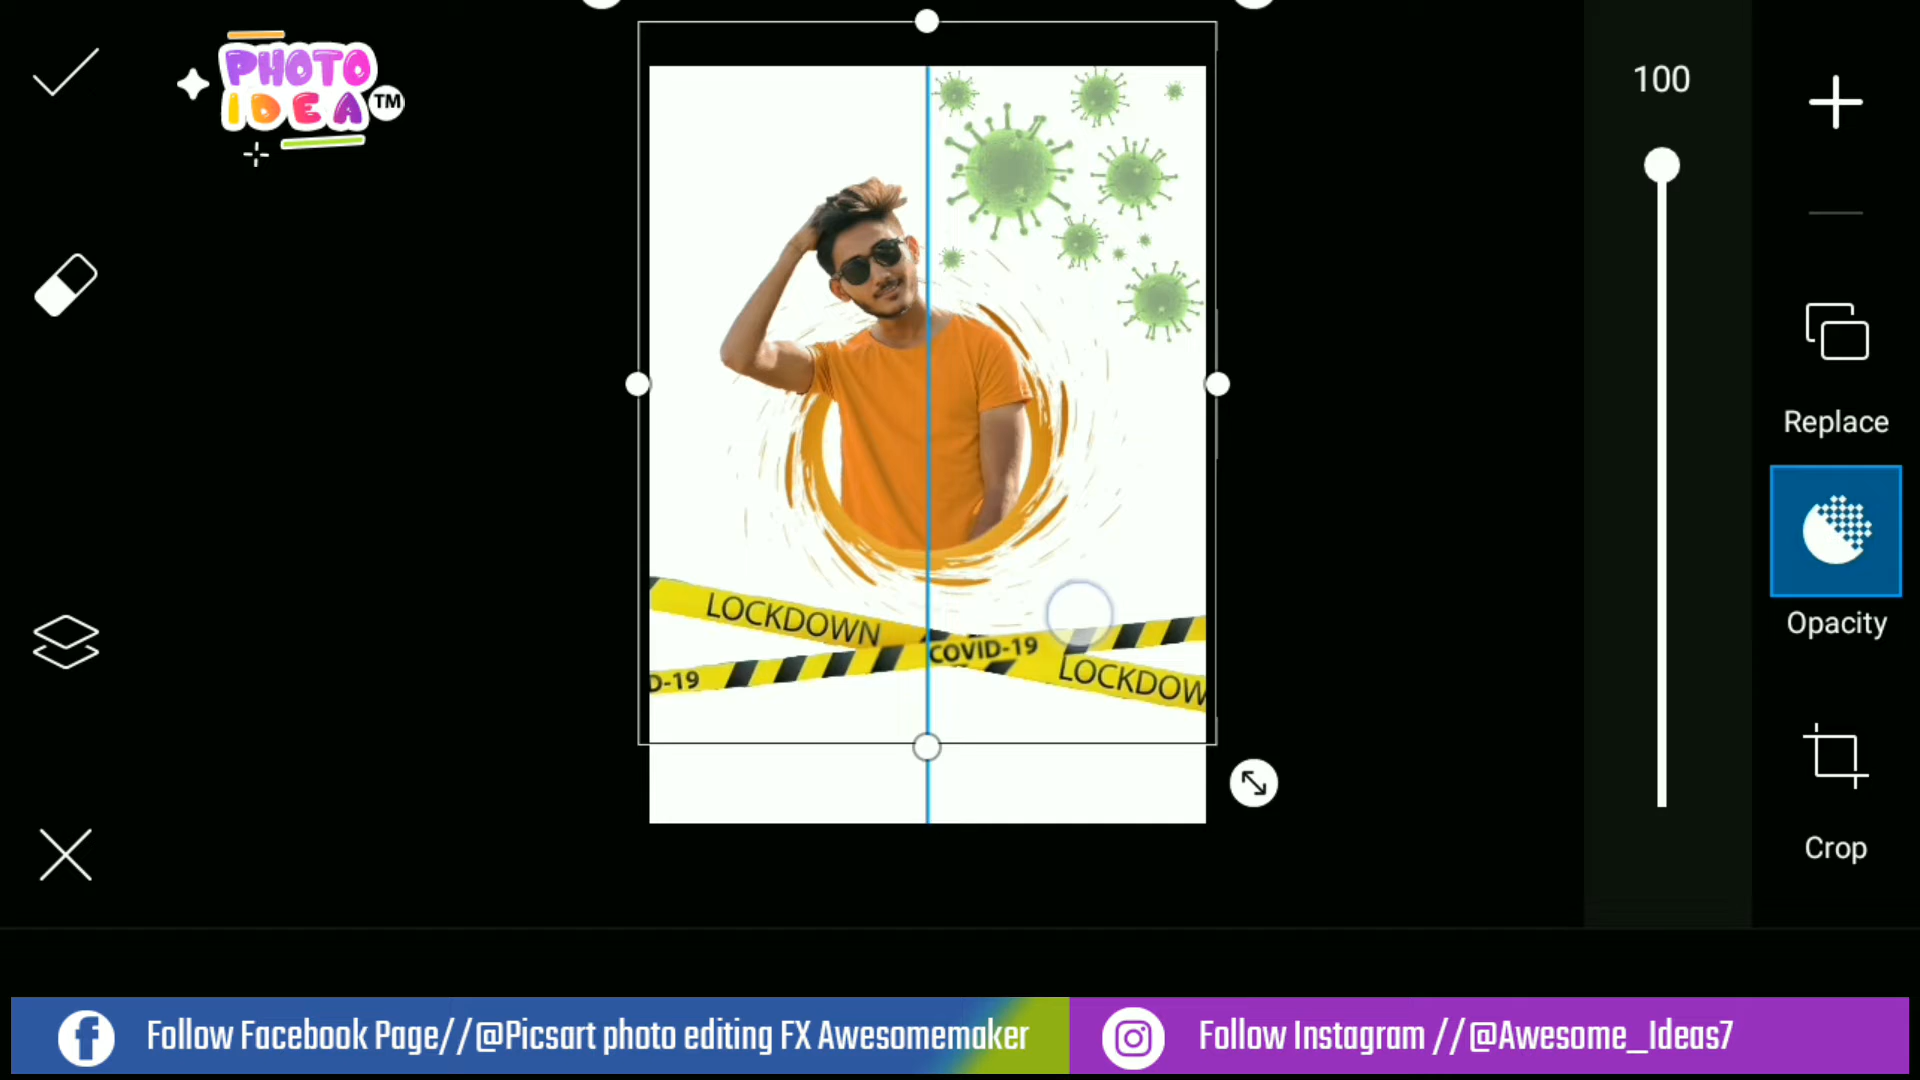 PHOTO
IDEA
TM
100
Replace
Opacity
Crop
LOCKDOWN
COVID-19
D-19
LOCKDOW
Follow Facebook Page//@Picsart photo editing FX Awesomemaker
Follow Instagram //@Awesome_Ideas7